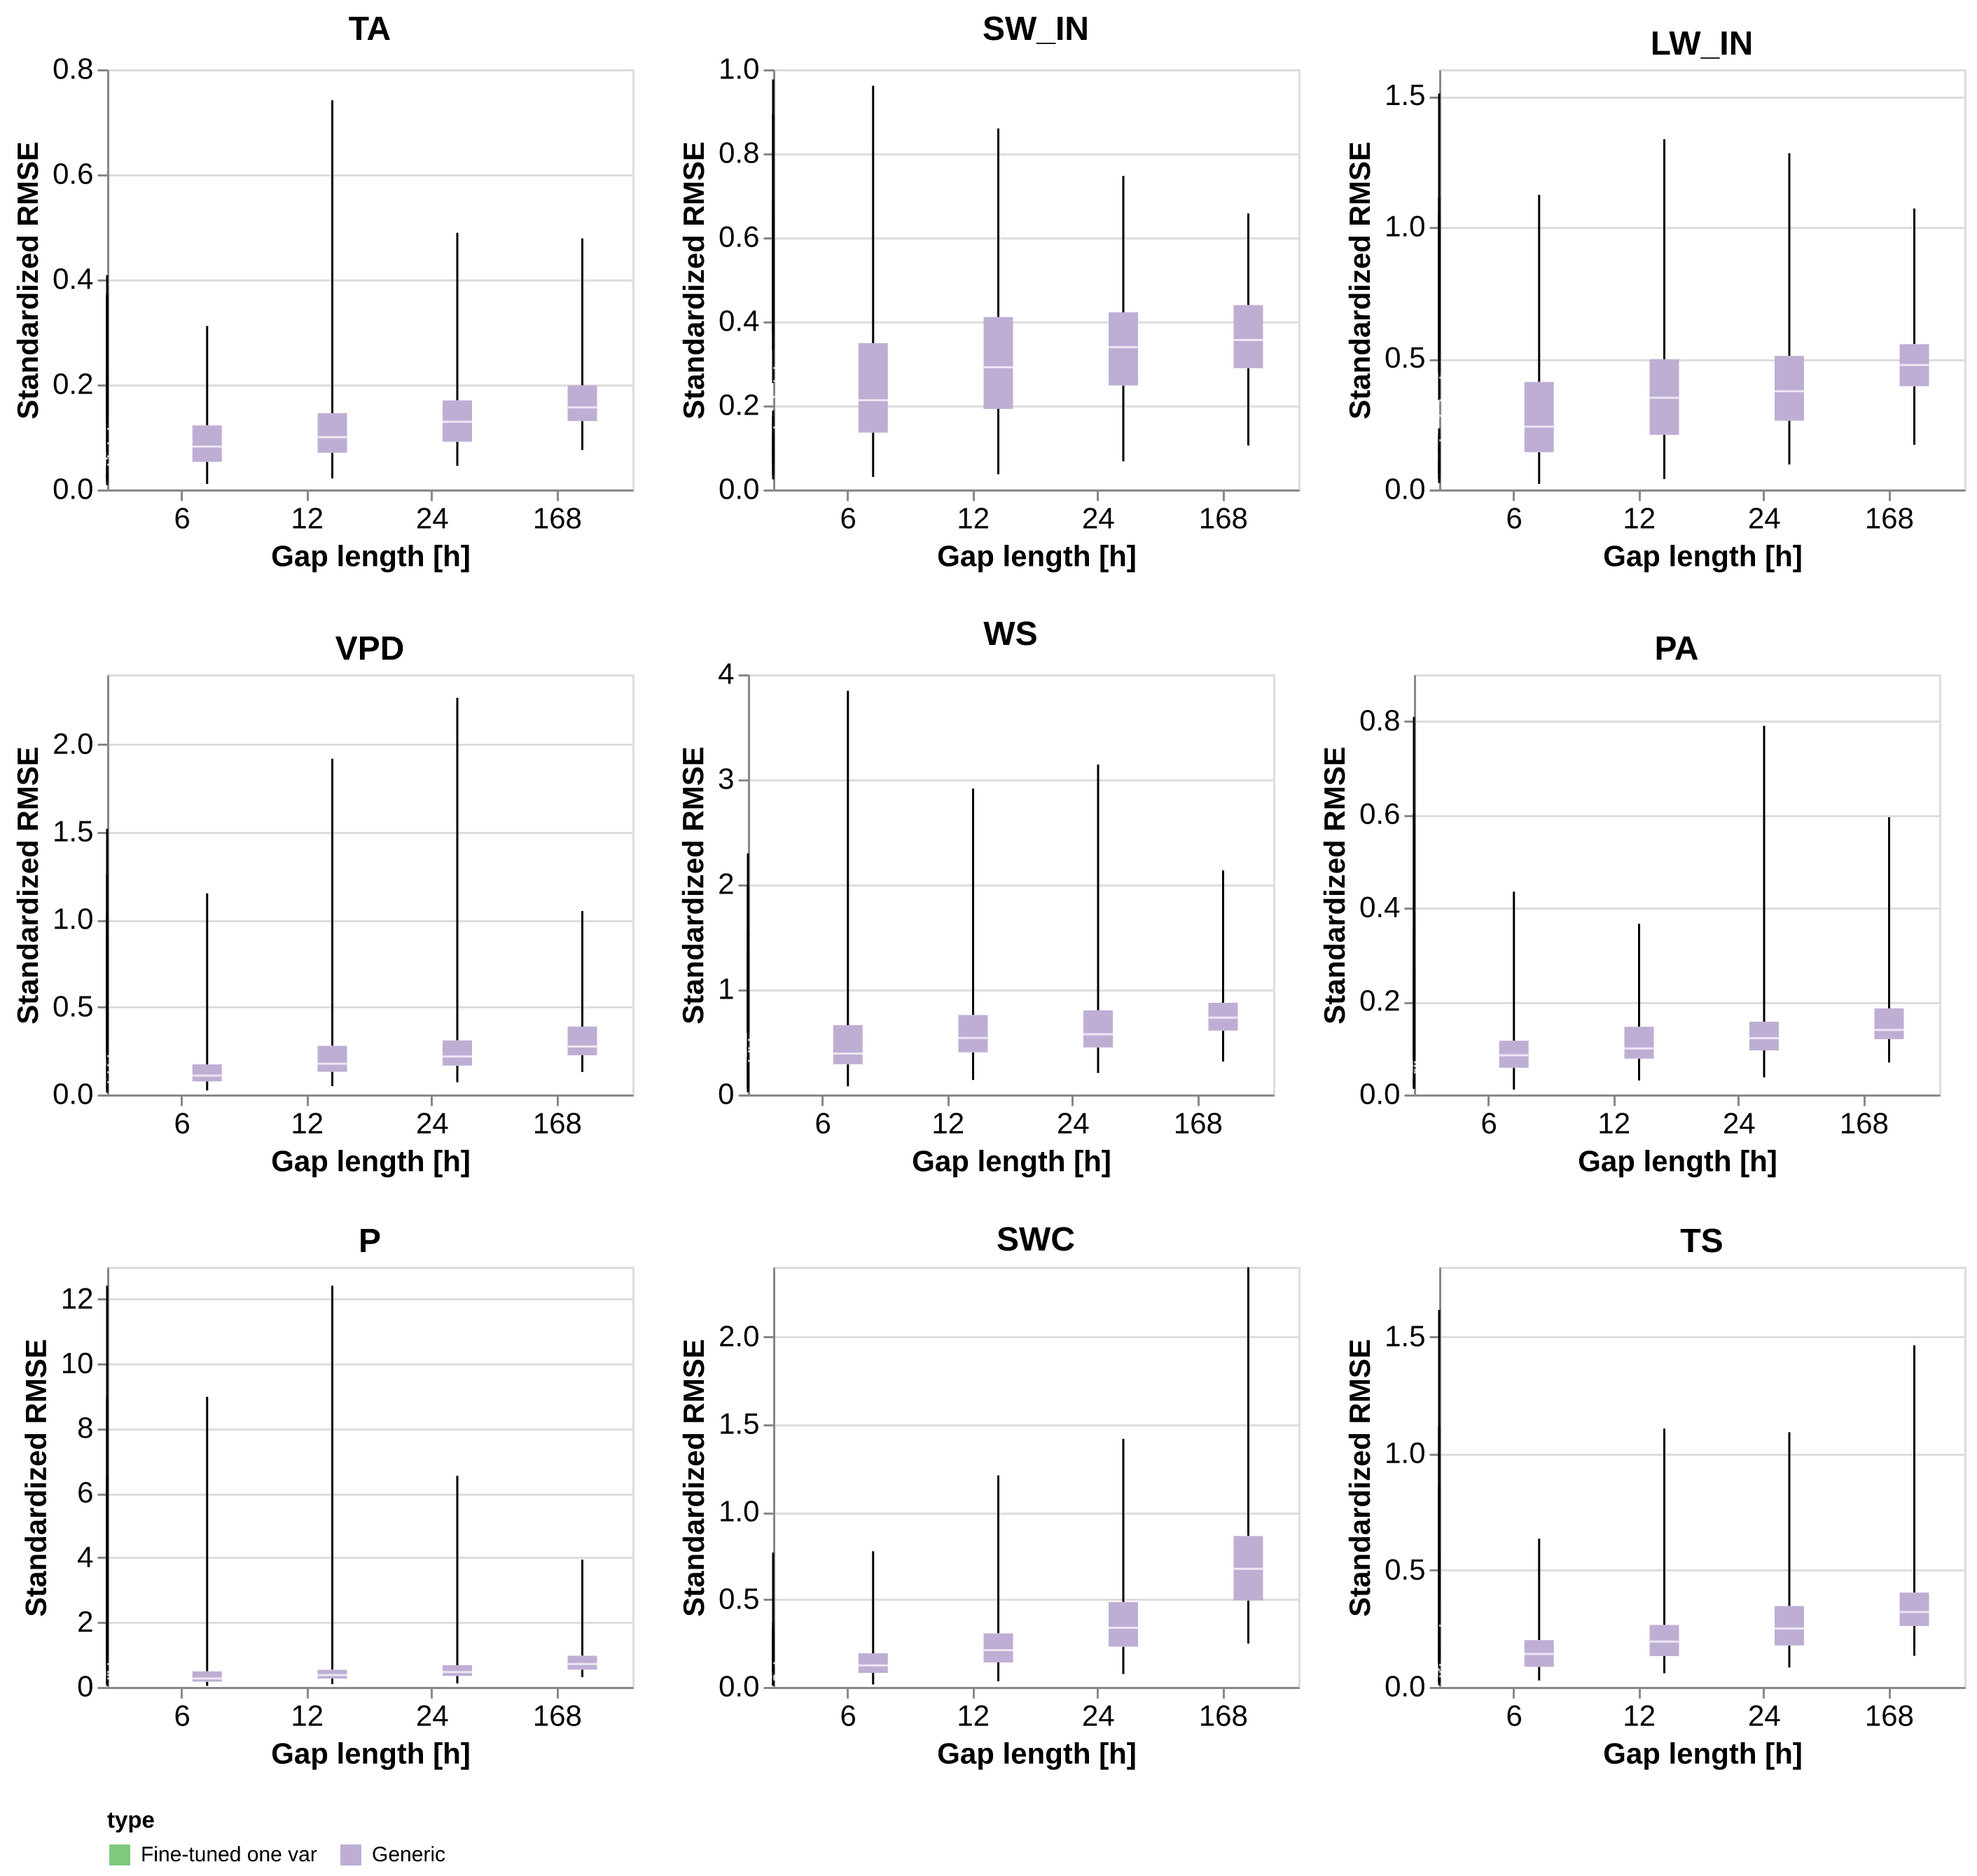 TA
SW_IN
LW_IN
Standardized RMSE
0.8
0.6
0.4
0.2
0.0
6 12 24 168
Gap length [h]
Standardized RMSE
1.0
0.8
0.6
0.4
0.2
0.0
6 12 24 168
Gap length [h]
Standardized RMSE
1.5
1.0
0.5
0.0
6 12 24 168
Gap length [h]
VPD
WS
PA
Standardized RMSE
2.0
1.5
1.0
0.5
0.0
6 12 24 168
Gap length [h]
Standardized RMSE
4
3
2
1
0
6 12 24 168
Gap length [h]
Standardized RMSE
0.8
0.6
0.4
0.2
0.0
6 12 24 168
Gap length [h]
P
SWC
TS
Standardized RMSE
12
10
8
6
4
2
0
6 12 24 168
Gap length [h]
Standardized RMSE
2.0
1.5
1.0
0.5
0.0
6 12 24 168
Gap length [h]
Standardized RMSE
1.5
1.0
0.5
0.0
6 12 24 168
Gap length [h]
type
Fine-tuned one var Generic